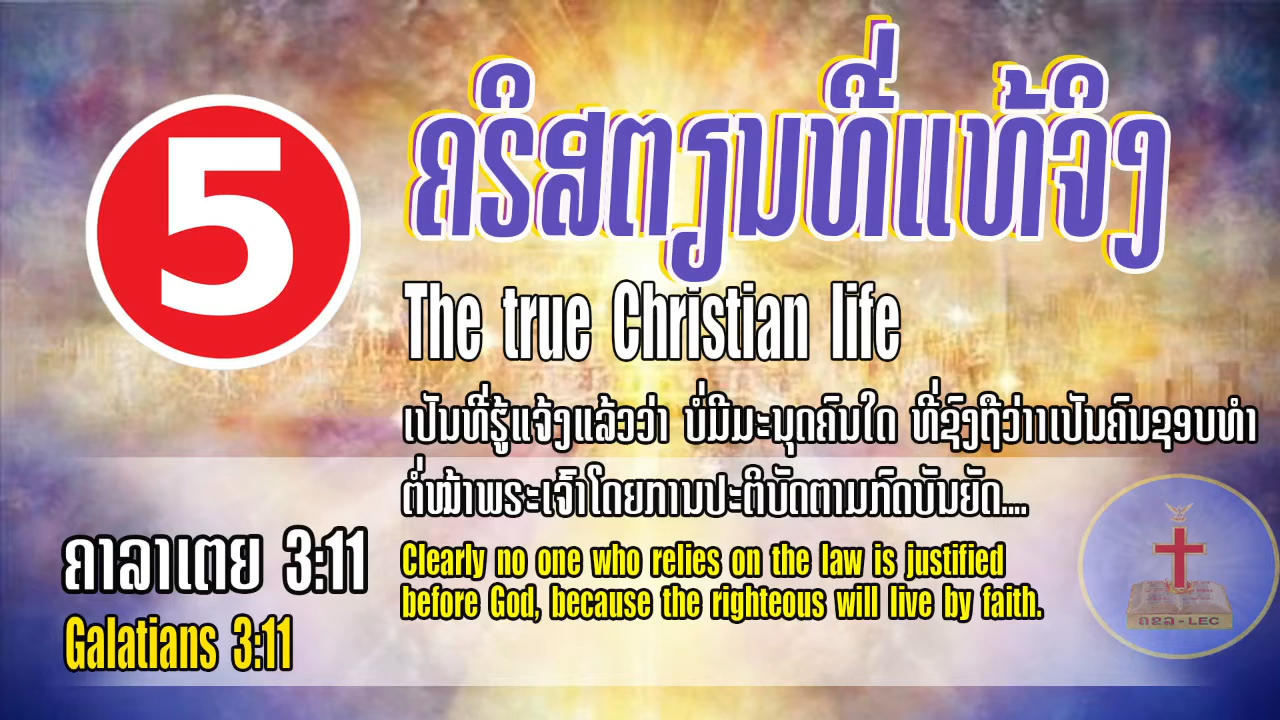 5
ຄຣິສຕຽນທີ່ແທ້ຈິງ
The true Christian life
ເປັນທີ່ຮູ້ແຈ້ງແລ້ວວ່າ ບໍ່ມີມະນຸດຄົນໃດ ທີ່ຊົງຖືວ່າາເປັນຄົນຊອບທຳ
ຕໍ່ໜ້າພຣະເຈົ້າໂດຍການປະຕິບັດຕາມກົດບັນຍັດ....
ຄາລາເຕຍ 3:11
Galatians 3:11
Clearly no one who relies on the law is justified
before God, because the righteous will live by faith.
ຄຂລ - LEC